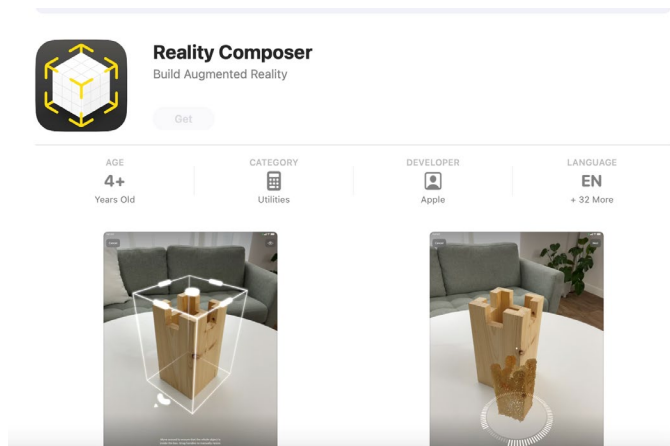 Reality Composer
Build Augmented Reality
Get
AGE
CATEGORY
DEVELOPER
LANGUAGE
4+
EN
Years Old
Utilities
Apple
+ 32 More